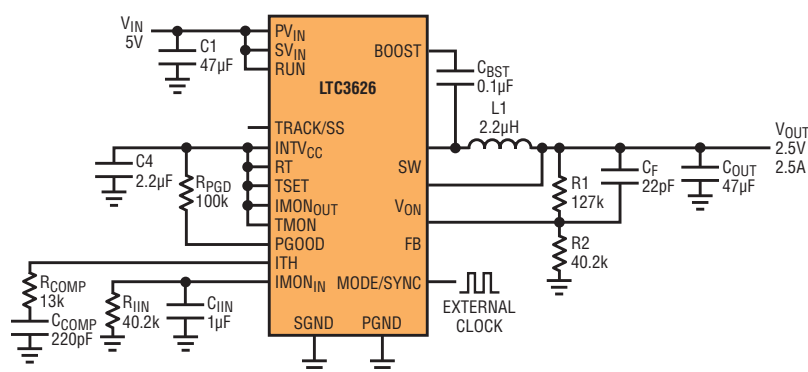 VIN
5V
C1
47µF
PVIN
SVIN
RUN
LTC3626
BOOST
CBST
0.1µF
L1
2.2µH
VOUT
2.5V
2.5A
TRACK/SS
INTVCC
RT
TSET
IMONOUT
TMON
PGOOD
ITH
IMONIN
C4
2.2µF
RPGD
100k
SW
VON
FB
MODE/SYNC
R1
127k
CF
22pF
COUT
47µF
R2
40.2k
RCOMP
13k
CCOMP
220pF
RIIN
40.2k
CIIN
1µF
EXTERNAL
CLOCK
SGND
PGND